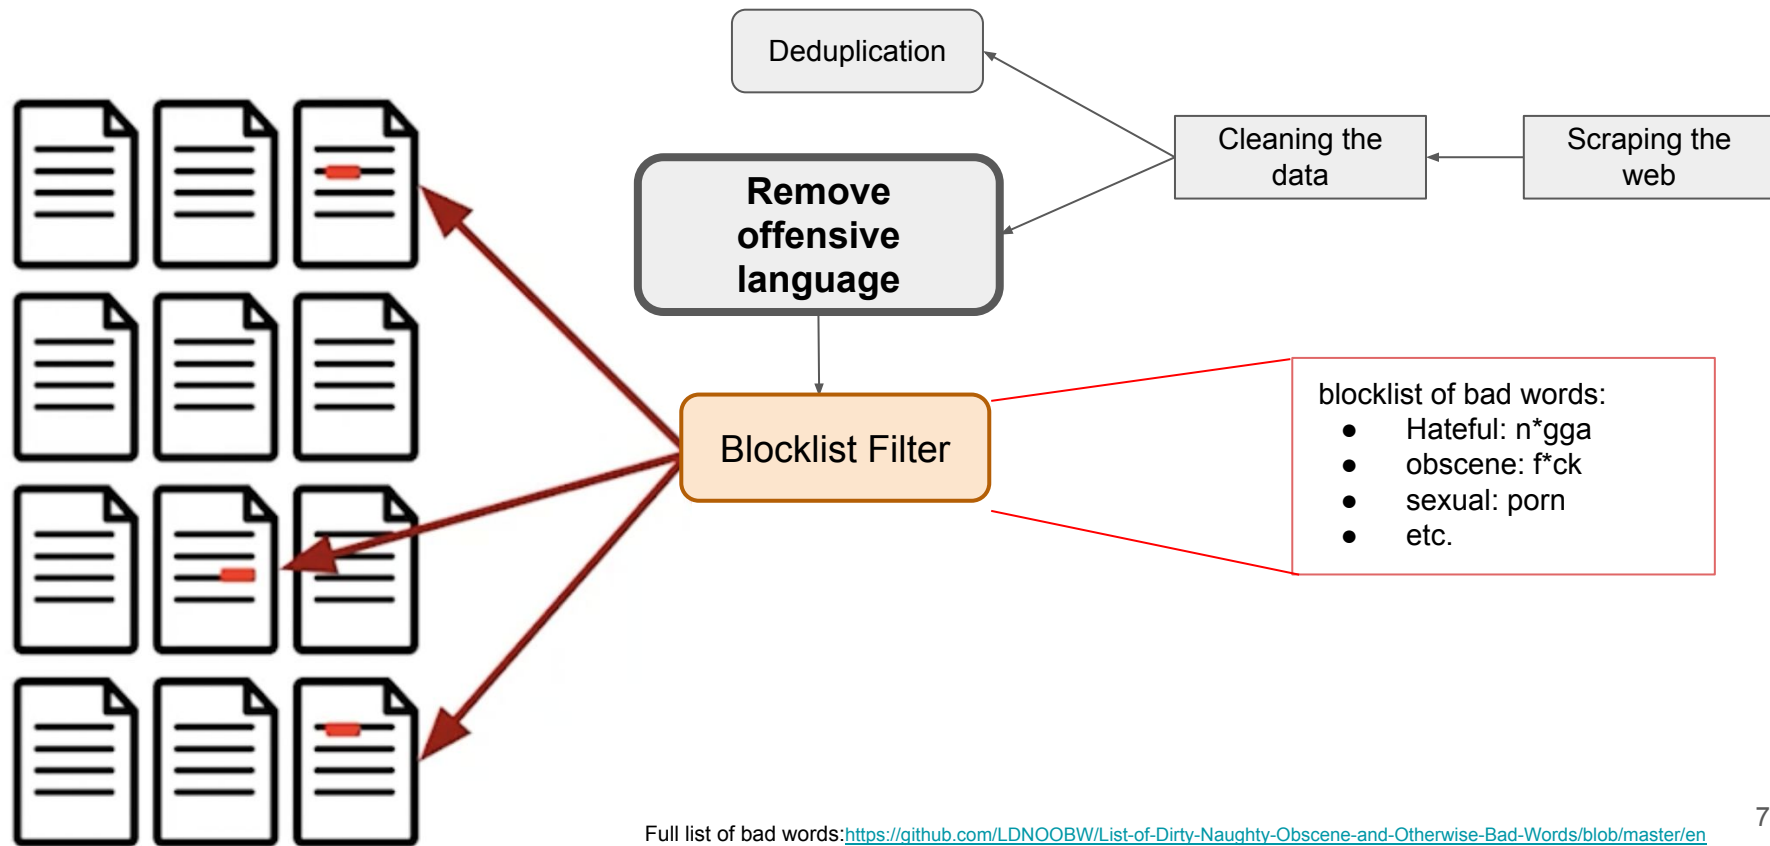 Deduplication
Cleaning the
data
Scraping the
web
Remove
offensive
language
Blocklist Filter
blocklist of bad words:
● Hateful: n*gga
● obscene: f*ck
● sexual: porn
● etc.
Full list of bad words:https://github.com/LDNOOBW/List-of-Dirty-Naughty-Obscene-and-Otherwise-Bad-Words/blob/master/en
7